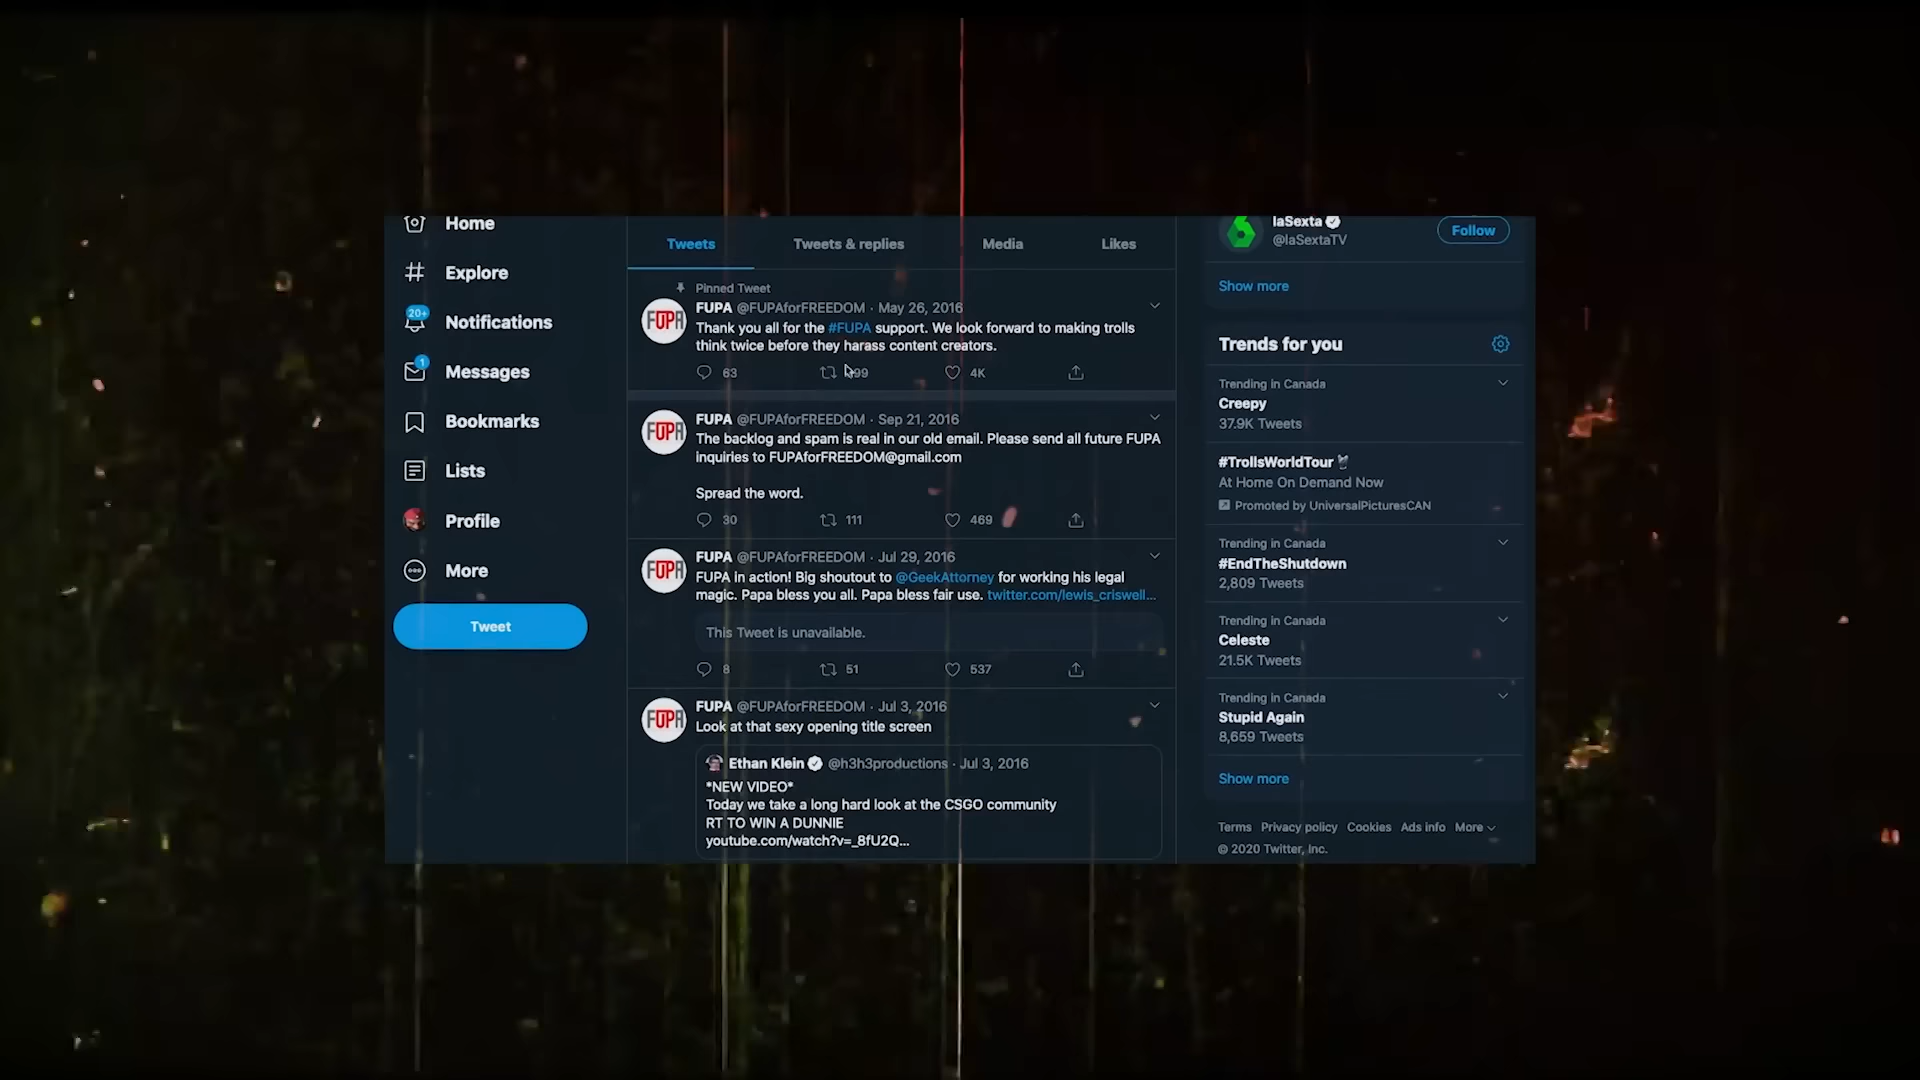 Home
Explore
20+
Notifications
1
Messages
Bookmarks
Lists
Profile
More
Tweet
Tweets
Tweets & replies
Media
Likes
Pinned Tweet
FUPA @FUPAforFREEDOM · May 26, 2016
Thank you all for the #FUPA support. We look forward to making trolls
think twice before they harass content creators.
63
4K
FUPA @FUPAforFREEDOM · Sep 21, 2016
The backlog and spam is real in our old email. Please send all future FUPA
inquiries to FUPAforFREEDOM@gmail.com
Spread the word.
30 111 469
FUPA @FUPAforFREEDOM · Jul 29, 2016
FUPA in action! Big shoutout to @GeekAttorney for working his legal
magic. Papa bless you all. Papa bless fair use. twitter.com/lewis_criswell...
This Tweet is unavailable.
8 51 537
FUPA @FUPAforFREEDOM · Jul 3, 2016
Look at that sexy opening title screen
Ethan Klein @h3h3productions · Jul 3, 2016
*NEW VIDEO*
Today we take a long hard look at the CSGO community
RT TO WIN A DUNNIE
youtube.com/watch?v=_8fU2Q...
FUPA
FUPA
FUPA
FUPA
laSexta
@laSextaTV
Follow
Show more
Trends for you
Trending in Canada
Creepy
37.9K Tweets
#TrollsWorldTour
At Home On Demand Now
Promoted by UniversalPicturesCAN
Trending in Canada
#EndTheShutdown
2,809 Tweets
Trending in Canada
Celeste
21.5K Tweets
Trending in Canada
Stupid Again
8,659 Tweets
Show more
Terms Privacy policy Cookies Ads info More
© 2020 Twitter, Inc.